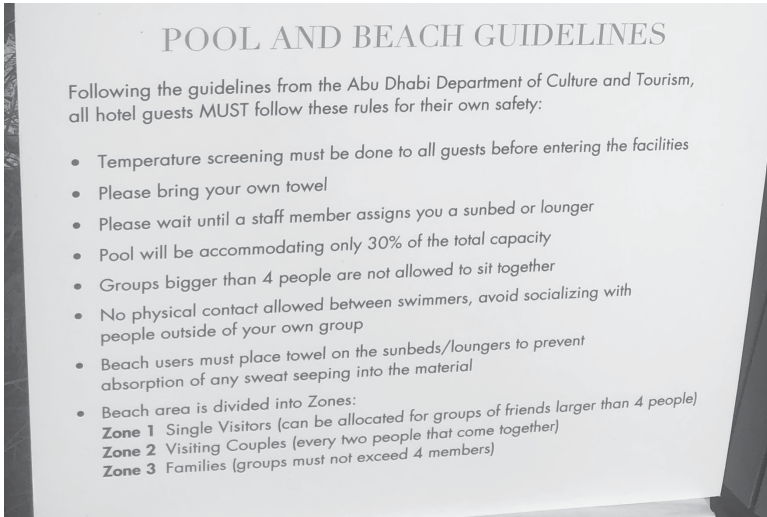 POOL AND BEACH GUIDELINES
Following the guidelines from the Abu Dhabi Department of Culture and Tourism,
all hotel guests MUST follow these rules for their own safety:
• Temperature screening must be done to all guests before entering the facilities
• Please bring your own towel
• Please wait until a staff member assigns you a sunbed or lounger
• Pool will be accommodating only 30% of the total capacity
• Groups bigger than 4 people are not allowed to sit together
• No physical contact allowed between swimmers, avoid socializing with
people outside of your own group
• Beach users must place towel on the sunbeds/loungers to prevent
absorption of any sweat seeping into the material
• Beach area is divided into Zones:
Zone 1 Single Visitors (can be allocated for groups of friends larger than 4 people)
Zone 2 Visiting Couples (every two people that come together)
Zone 3 Families (groups must not exceed 4 members)